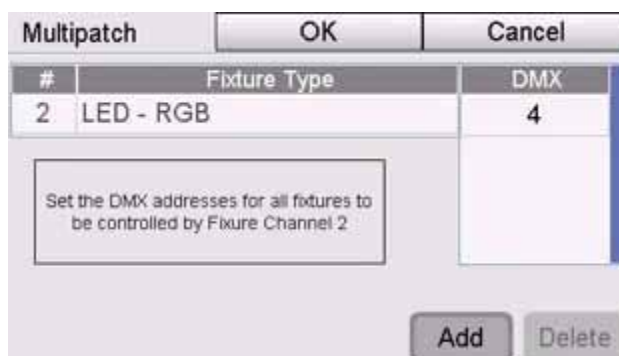 Multipatch OK Cancel
# Fixture Type DMX
2 LED - RGB 4
Set the DMX addresses for all fixtures to
be controlled by Fixure Channel 2
Add Delete